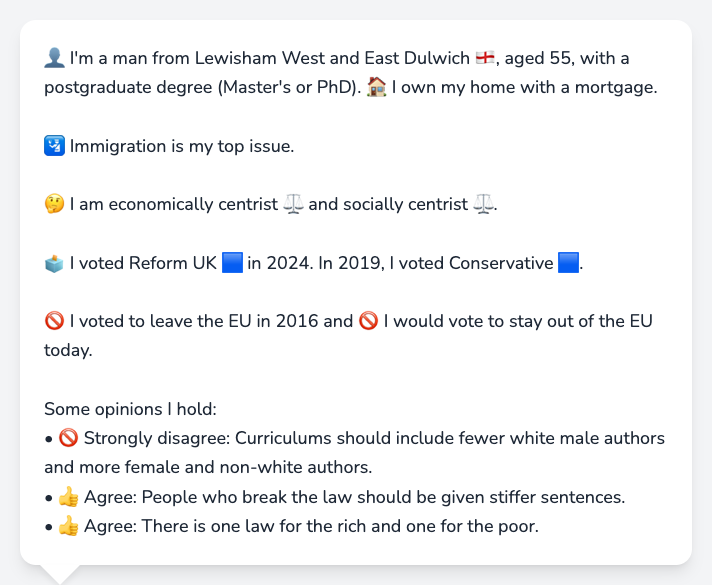 👤 I'm a man from Lewisham West and East Dulwich 🏴󠁧󠁢󠁥󠁮󠁧󠁿, aged 55, with a
postgraduate degree (Master's or PhD). 🏠 I own my home with a mortgage.
🛂 Immigration is my top issue.
🤔 I am economically centrist ⚖️ and socially centrist ⚖️.
🗳️ I voted Reform UK 🟦 in 2024. In 2019, I voted Conservative 🟦.
🚫 I voted to leave the EU in 2016 and 🚫 I would vote to stay out of the EU
today.
Some opinions I hold:
• 🚫 Strongly disagree: Curriculums should include fewer white male authors
and more female and non-white authors.
• 👍 Agree: People who break the law should be given stiffer sentences.
• 👍 Agree: There is one law for the rich and one for the poor.